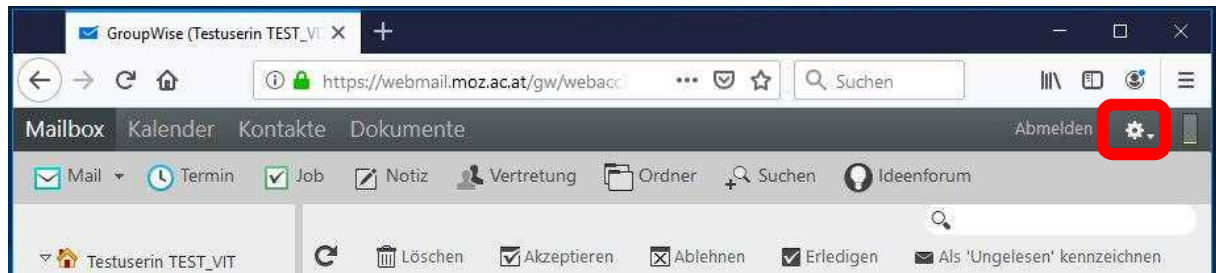 GroupWise (Testuserin TEST_VI
https://webmail.moz.ac.at/gw/webacc
Suchen
Mailbox Kalender Kontakte Dokumente Abmelden
Mail Termin Job Notiz Vertretung Ordner Suchen Ideenforum
Testuserin TEST_VIT Löschen Akzeptieren Ablehnen Erledigen Als 'Ungelesen' kennzeichnen